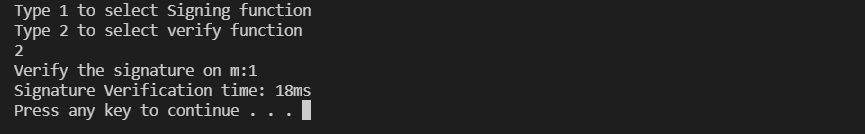 Type 1 to select Signing function
Type 2 to select verify function
2
Verify the signature on m:1
Signature Verification time: 18ms
Press any key to continue . . .